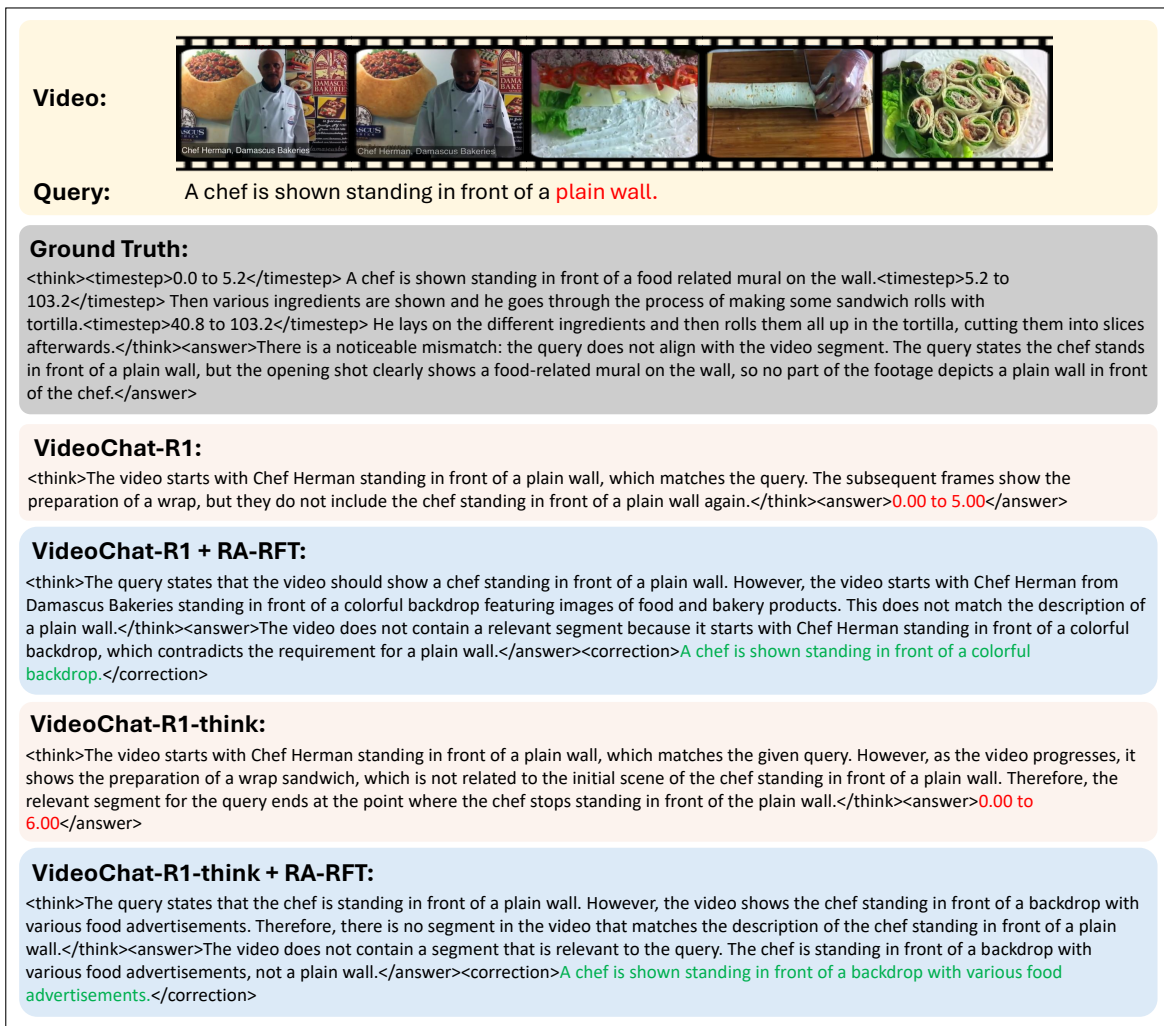 Video:
DAMASCUS
BAKERIES
Chef Herman, Damascus Bakeries
Chef Herman, Damascus Bakeries
Query:
A chef is shown standing in front of a plain wall.
Ground Truth:
<think><timestep>0.0 to 5.2</timestep> A chef is shown standing in front of a food related mural on the wall.<timestep>5.2 to
103.2</timestep> Then various ingredients are shown and he goes through the process of making some sandwich rolls with
tortilla.<timestep>40.8 to 103.2</timestep> He lays on the different ingredients and then rolls them all up in the tortilla, cutting them into slices
afterwards.</think><answer>There is a noticeable mismatch: the query does not align with the video segment. The query states the chef stands
in front of a plain wall, but the opening shot clearly shows a food-related mural on the wall, so no part of the footage depicts a plain wall in front
of the chef.</answer>
VideoChat-R1:
<think>The video starts with Chef Herman standing in front of a plain wall, which matches the query. The subsequent frames show the
preparation of a wrap, but they do not include the chef standing in front of a plain wall again.</think><answer>0.00 to 5.00</answer>
VideoChat-R1 + RA-RFT:
<think>The query states that the video should show a chef standing in front of a plain wall. However, the video starts with Chef Herman from
Damascus Bakeries standing in front of a colorful backdrop featuring images of food and bakery products. This does not match the description of
a plain wall.</think><answer>The video does not contain a relevant segment because it starts with Chef Herman standing in front of a colorful
backdrop, which contradicts the requirement for a plain wall.</answer><correction>A chef is shown standing in front of a colorful
backdrop.</correction>
VideoChat-R1-think:
<think>The video starts with Chef Herman standing in front of a plain wall, which matches the given query. However, as the video progresses, it
shows the preparation of a wrap sandwich, which is not related to the initial scene of the chef standing in front of a plain wall. Therefore, the
relevant segment for the query ends at the point where the chef stops standing in front of the plain wall.</think><answer>0.00 to
6.00</answer>
VideoChat-R1-think + RA-RFT:
<think>The query states that the chef is standing in front of a plain wall. However, the video shows the chef standing in front of a backdrop with
various food advertisements. Therefore, there is no segment in the video that matches the description of the chef standing in front of a plain
wall.</think><answer>The video does not contain a segment that is relevant to the query. The chef is standing in front of a backdrop with
various food advertisements, not a plain wall.</answer><correction>A chef is shown standing in front of a backdrop with various food
advertisements.</correction>